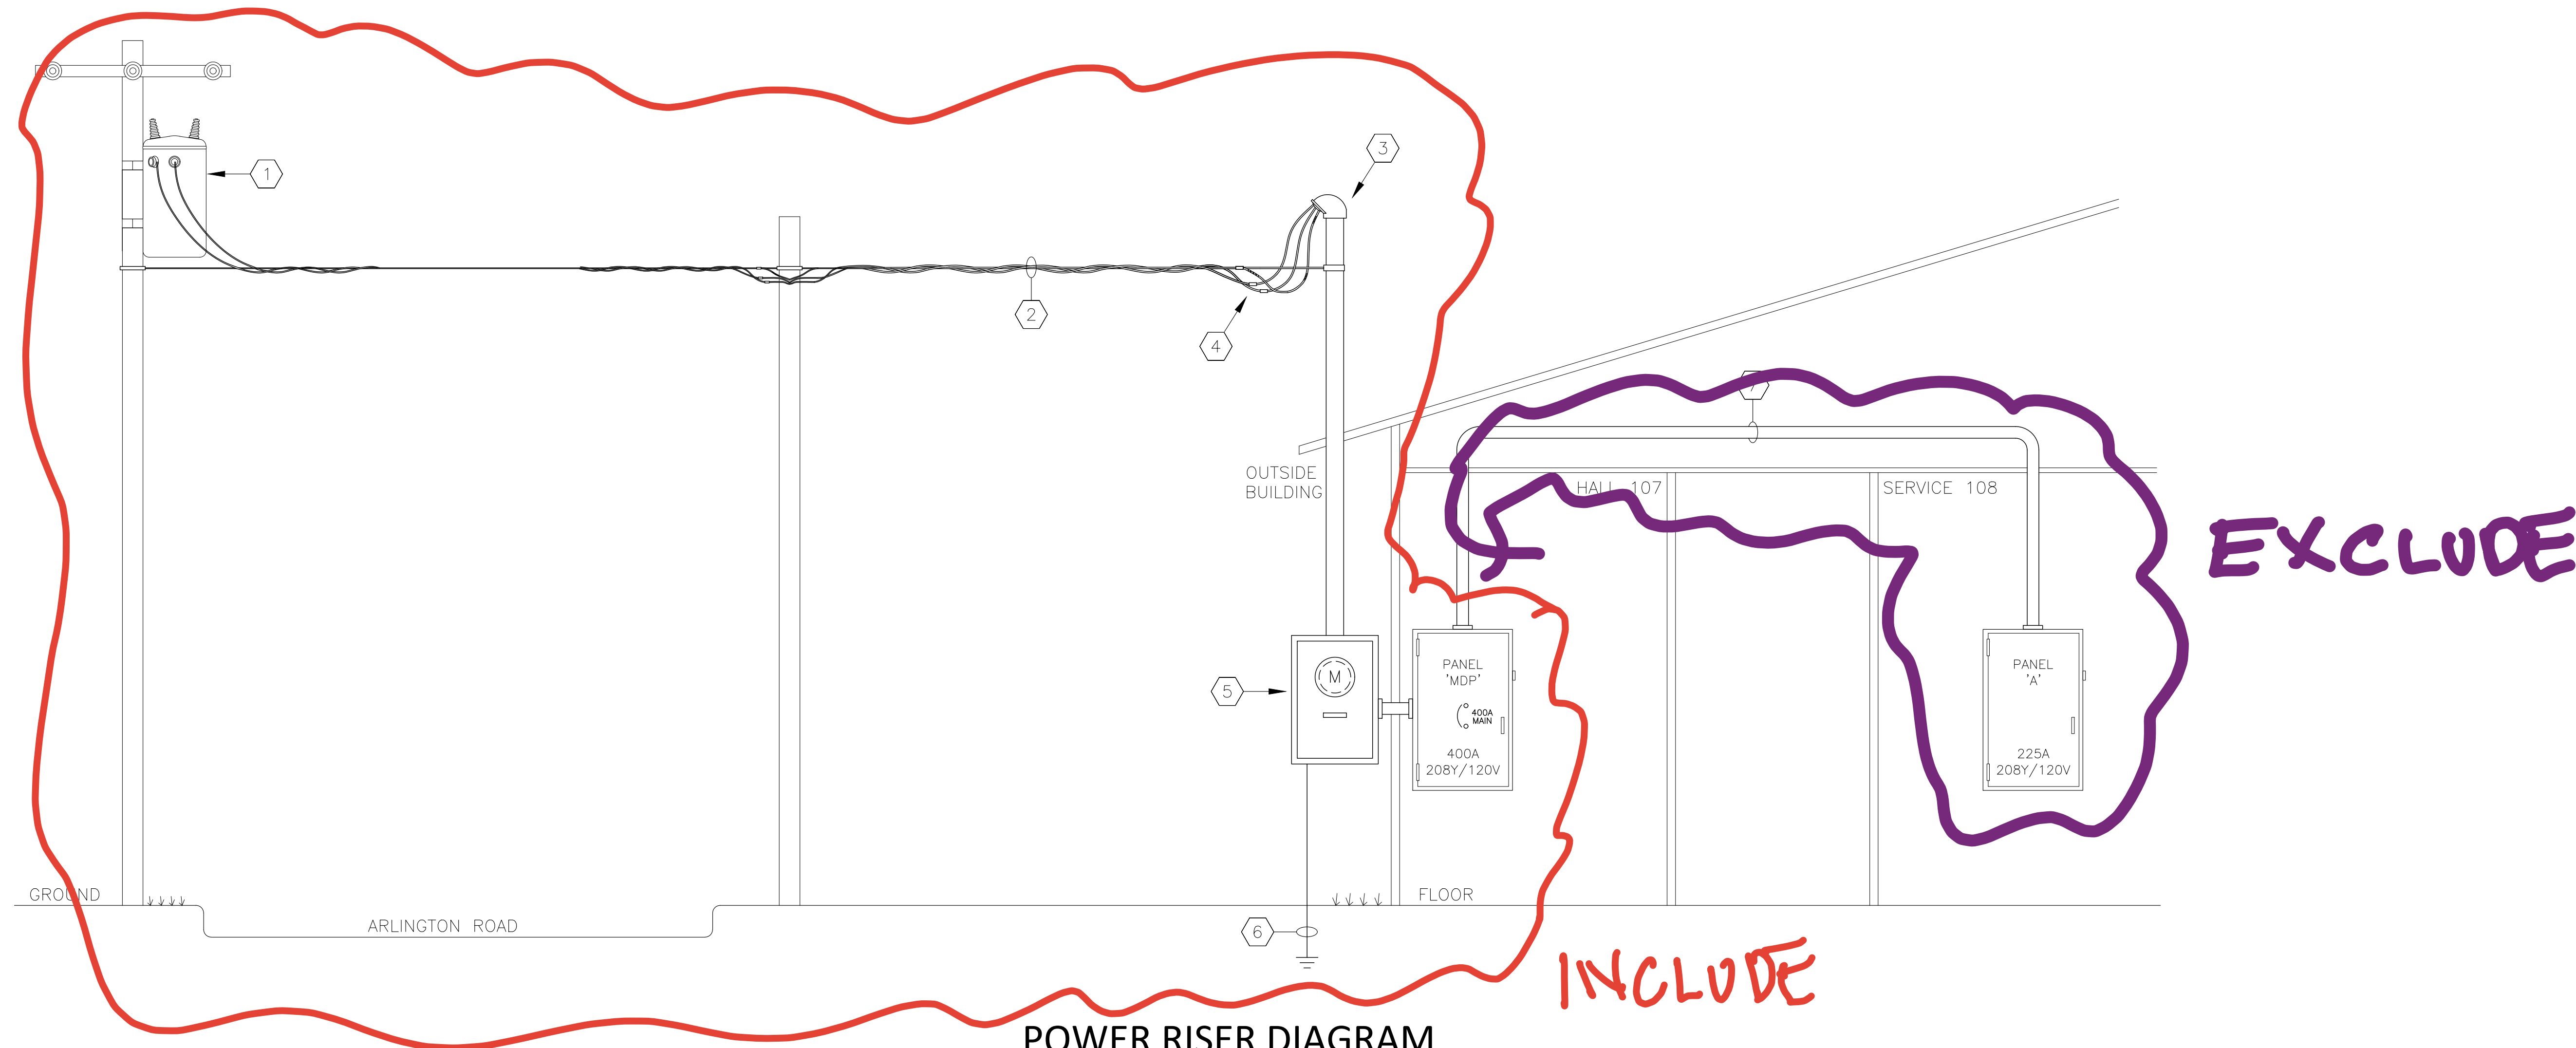 1
3
2
4
7
OUTSIDE
BUILDING
HALL 107
SERVICE 108
EXCLUDE
5
M
PANEL
'MDP'
400A
MAIN
400A
208Y/120V
PANEL
'A'
225A
208Y/120V
GROUND
FLOOR
ARLINGTON ROAD
6
INCLUDE
POWER RISER DIAGRAM